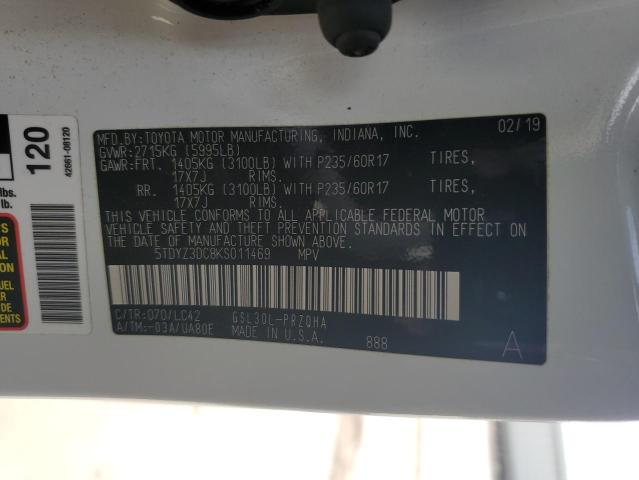 MFD.BY:TOYOTA MOTOR MANUFACTURING, INDIANA, INC. 02/19
GVWR:2715KG (5995LB)
GAWR:FRT. 1405KG (3100LB) WITH P235/60R17 TIRES,
17X7J RIMS.
RR. 1405KG (3100LB) WITH P235/60R17 TIRES,
17X7J RIMS.
THIS VEHICLE CONFORMS TO ALL APPLICABLE FEDERAL MOTOR
VEHICLE SAFETY AND THEFT PREVENTION STANDARDS IN EFFECT ON
THE DATE OF MANUFACTURE SHOWN ABOVE.
5TDYZ3DC8KS011469 MPV
C/TR:070/LC42 GSL30L-PRZQHA
A/TM:-03A/UA80E MADE IN U.S.A. 888 A
120
42661-08120
lbs.
lb.